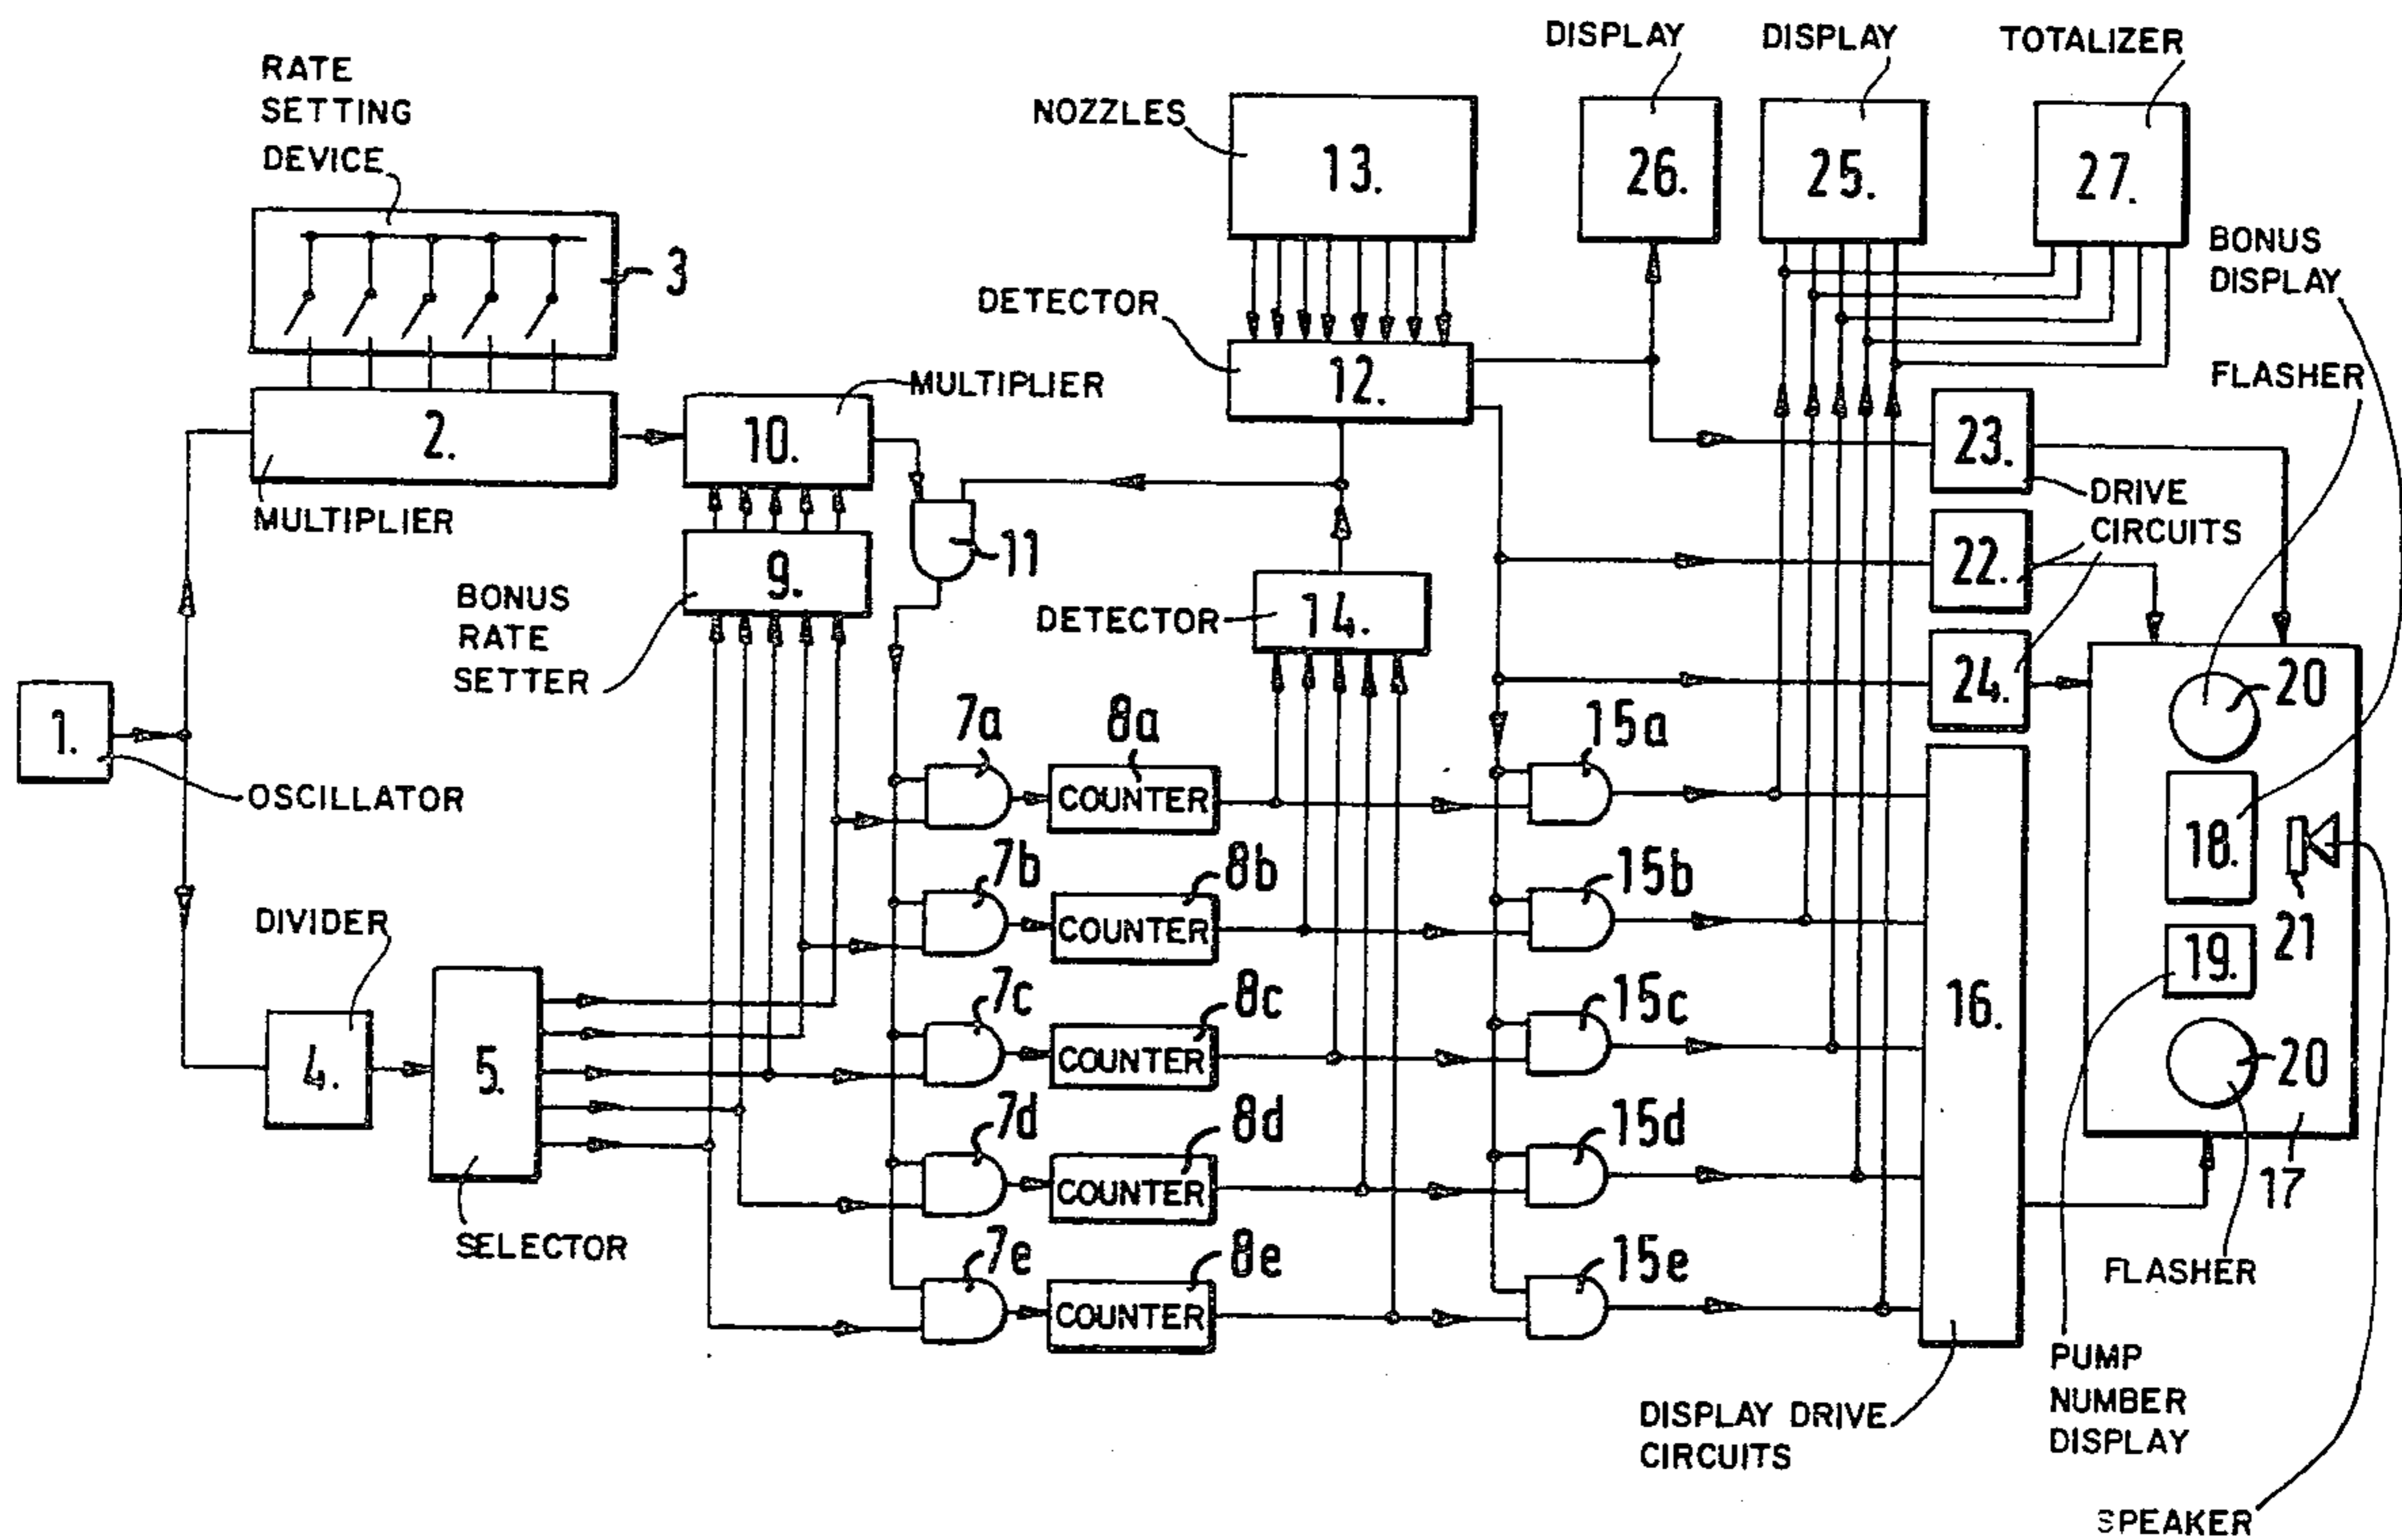 DISPLAY
DISPLAY
TOTALIZER
RATE
SETTING
DEVICE
NOZZLES
13.
26.
25.
27.
BONUS
DISPLAY
3
DETECTOR
FLASHER
12.
MULTIPLIER
2.
10.
23.
DRIVE
CIRCUITS
MULTIPLIER
11
9.
22.
BONUS
RATE
SETTER
DETECTOR
14.
24.
20
1.
7a
8a
15a
OSCILLATOR
COUNTER
18.
7b
8b
15b
DIVIDER
COUNTER
21
19.
7c
8c
15c
16.
4.
5.
COUNTER
20
7d
8d
15d
COUNTER
17
SELECTOR
7e
8e
15e
FLASHER
COUNTER
PUMP
NUMBER
DISPLAY
DISPLAY DRIVE
CIRCUITS
SPEAKER